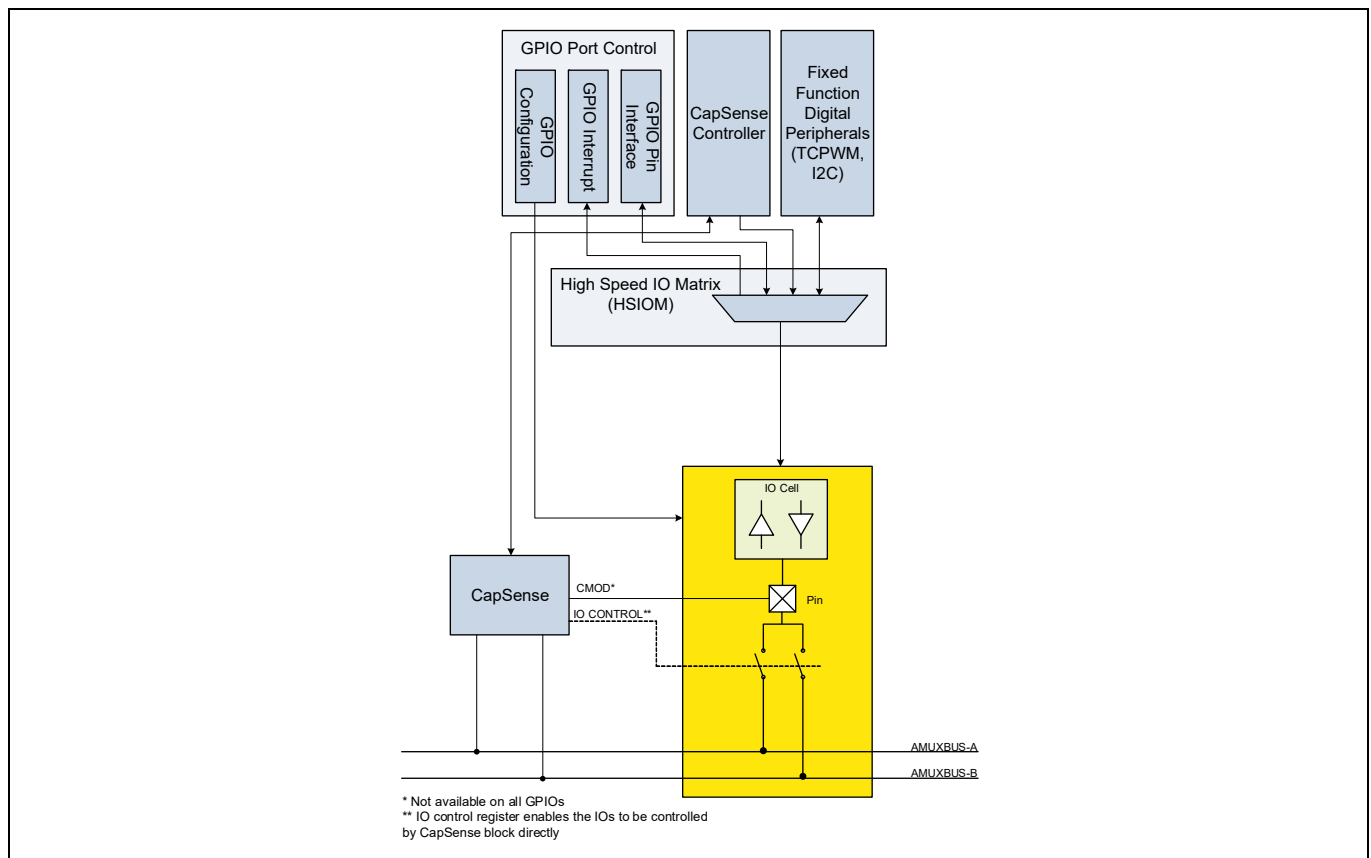 GPIO Port Control
GPIO
Configuration
GPIO Interrupt
GPIO Pin
Interface
CapSense
Controller
Fixed
Function
Digital
Peripherals
(TCPWM,
I2C)
High Speed IO Matrix
(HSIOM)
IO Cell
CapSense
CMOD*
IO CONTROL**
Pin
AMUXBUS-A
AMUXBUS-B
* Not available on all GPIOs
** IO control register enables the IOs to be controlled
by CapSense block directly